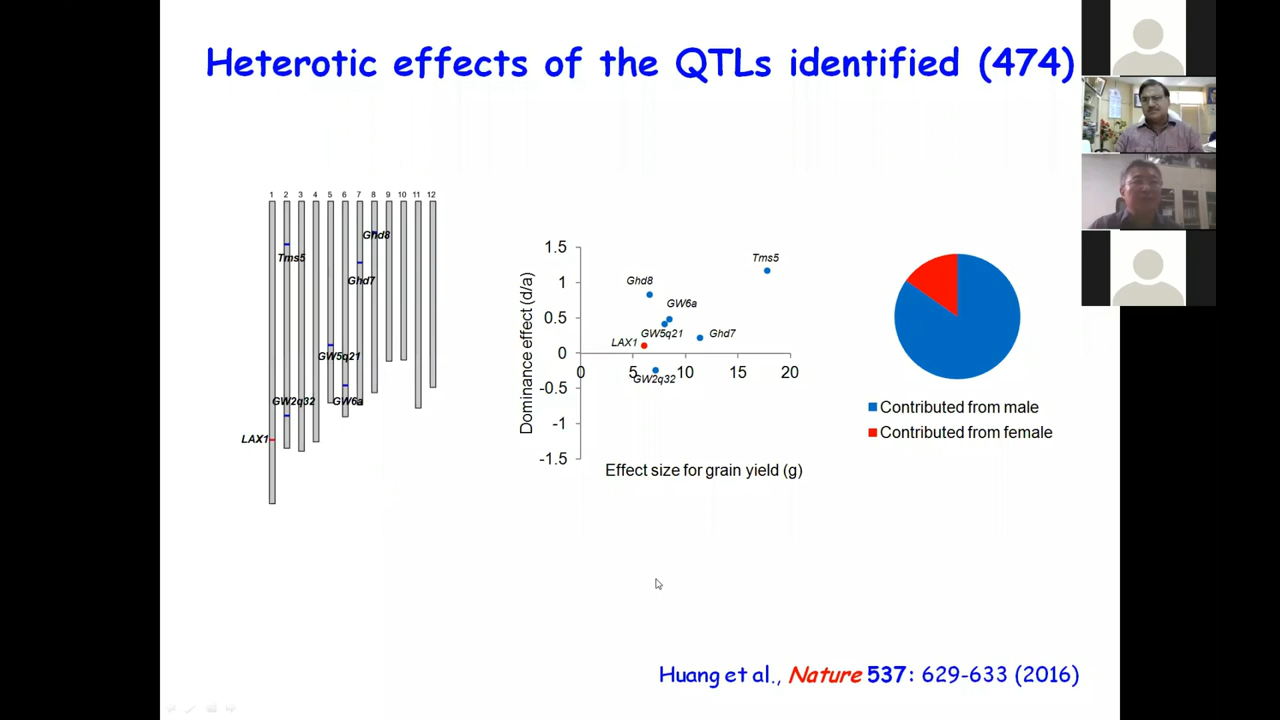 Heterotic effects of the QTLs identified (474)
1 2 3 4 5 6 7 8 9 10 11 12
Ghd8
Tms5
Ghd7
GW5q21
GW2q32
GW6a
LAX1
Dominance effect (d/a)
1.5
1
0.5
0
-0.5
-1
-1.5
0 5 10 15 20
Tms5
Ghd8
GW6a
GW5q21
Ghd7
LAX1
GW2q32
Effect size for grain yield (g)
Contributed from male
Contributed from female
Huang et al., Nature 537: 629-633 (2016)